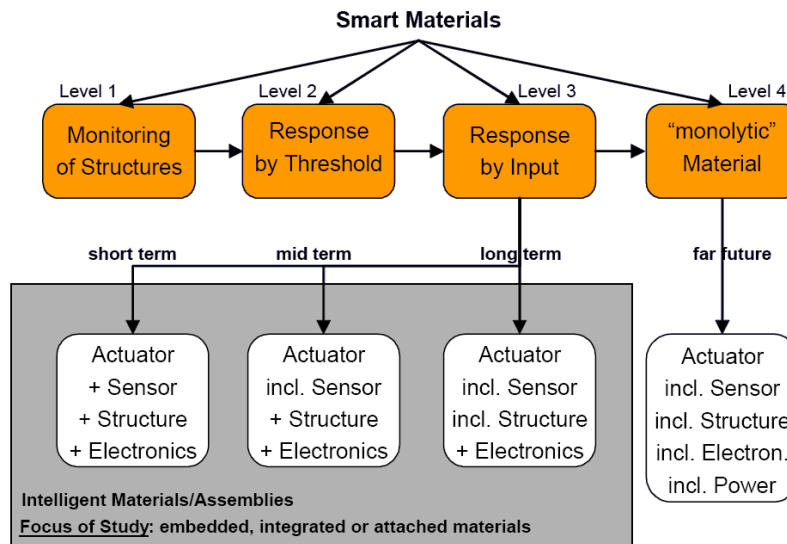 Smart Materials
Level 1
Level 2
Level 3
Level 4
Monitoring
of Structures
Response
by Threshold
Response
by Input
“monolytic”
Material
short term
mid term
long term
far future
Actuator
+ Sensor
+ Structure
+ Electronics
Actuator
incl. Sensor
+ Structure
+ Electronics
Actuator
incl. Sensor
incl. Structure
+ Electronics
Actuator
incl. Sensor
incl. Structure
incl. Electron.
incl. Power
Intelligent Materials/Assemblies
Focus of Study: embedded, integrated or attached materials